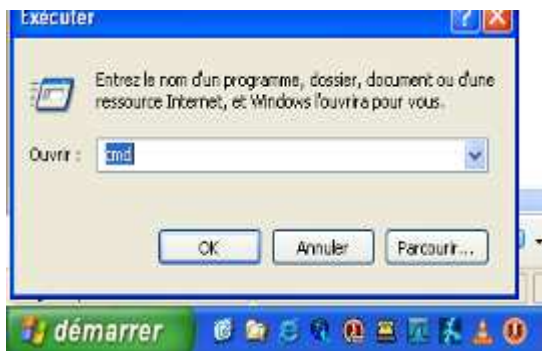 Exécuter
Entrez le nom d'un programme, dossier, document ou d'une
ressource Internet, et Windows l'ouvrira pour vous.
Ouvrir :
cmd
OK
Annuler
Parcourir...
démarrer